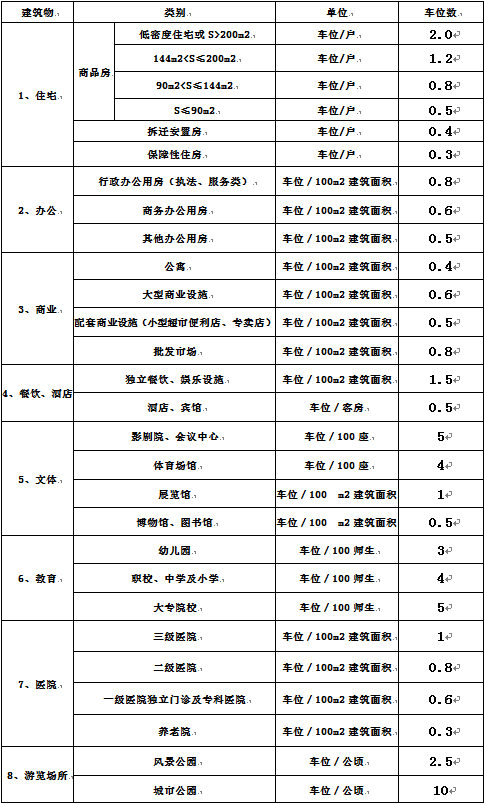 建筑物 类别 单位 车位数
1、住宅 商品房 低密度住宅或 S>200m2 车位/户 2.0
144m2<S≤200m2 车位/户 1.2
90m2<S≤144m2 车位/户 0.8
S≤90m2 车位/户 0.5
拆迁安置房 车位/户 0.4
保障性住房 车位/户 0.3
2、办公 行政办公用房（执法、服务类） 车位／100m2 建筑面积 0.8
商务办公用房 车位／100m2 建筑面积 0.6
其他办公用房 车位／100m2 建筑面积 0.5
3、商业 公寓 车位／100m2 建筑面积 0.4
大型商业设施 车位／100m2 建筑面积 0.6
配套商业设施（小型超市便利店、专卖店） 车位／100m2 建筑面积 0.5
批发市场 车位／100m2 建筑面积 0.8
4、餐饮、酒店 独立餐饮、娱乐设施 车位／100m2 建筑面积 1.5
酒店、宾馆 车位／客房 0.5
5、文体 影剧院、会议中心 车位／100 座 5
体育场馆 车位／100 座 4
展览馆 车位／100 m2 建筑面积 1
博物馆、图书馆 车位／100 m2 建筑面积 0.5
6、教育 幼儿园 车位／100 师生 3
职校、中学及小学 车位／100 师生 4
大专院校 车位／100 师生 5
7、医院 三级医院 车位／100m2 建筑面积 1
二级医院 车位／100m2 建筑面积 0.8
一级医院独立门诊及专科医院 车位／100m2 建筑面积 0.6
养老院 车位／100m2 建筑面积 0.3
8、游览场所 风景公园 车位／公顷 2.5
城市公园 车位／公顷 10